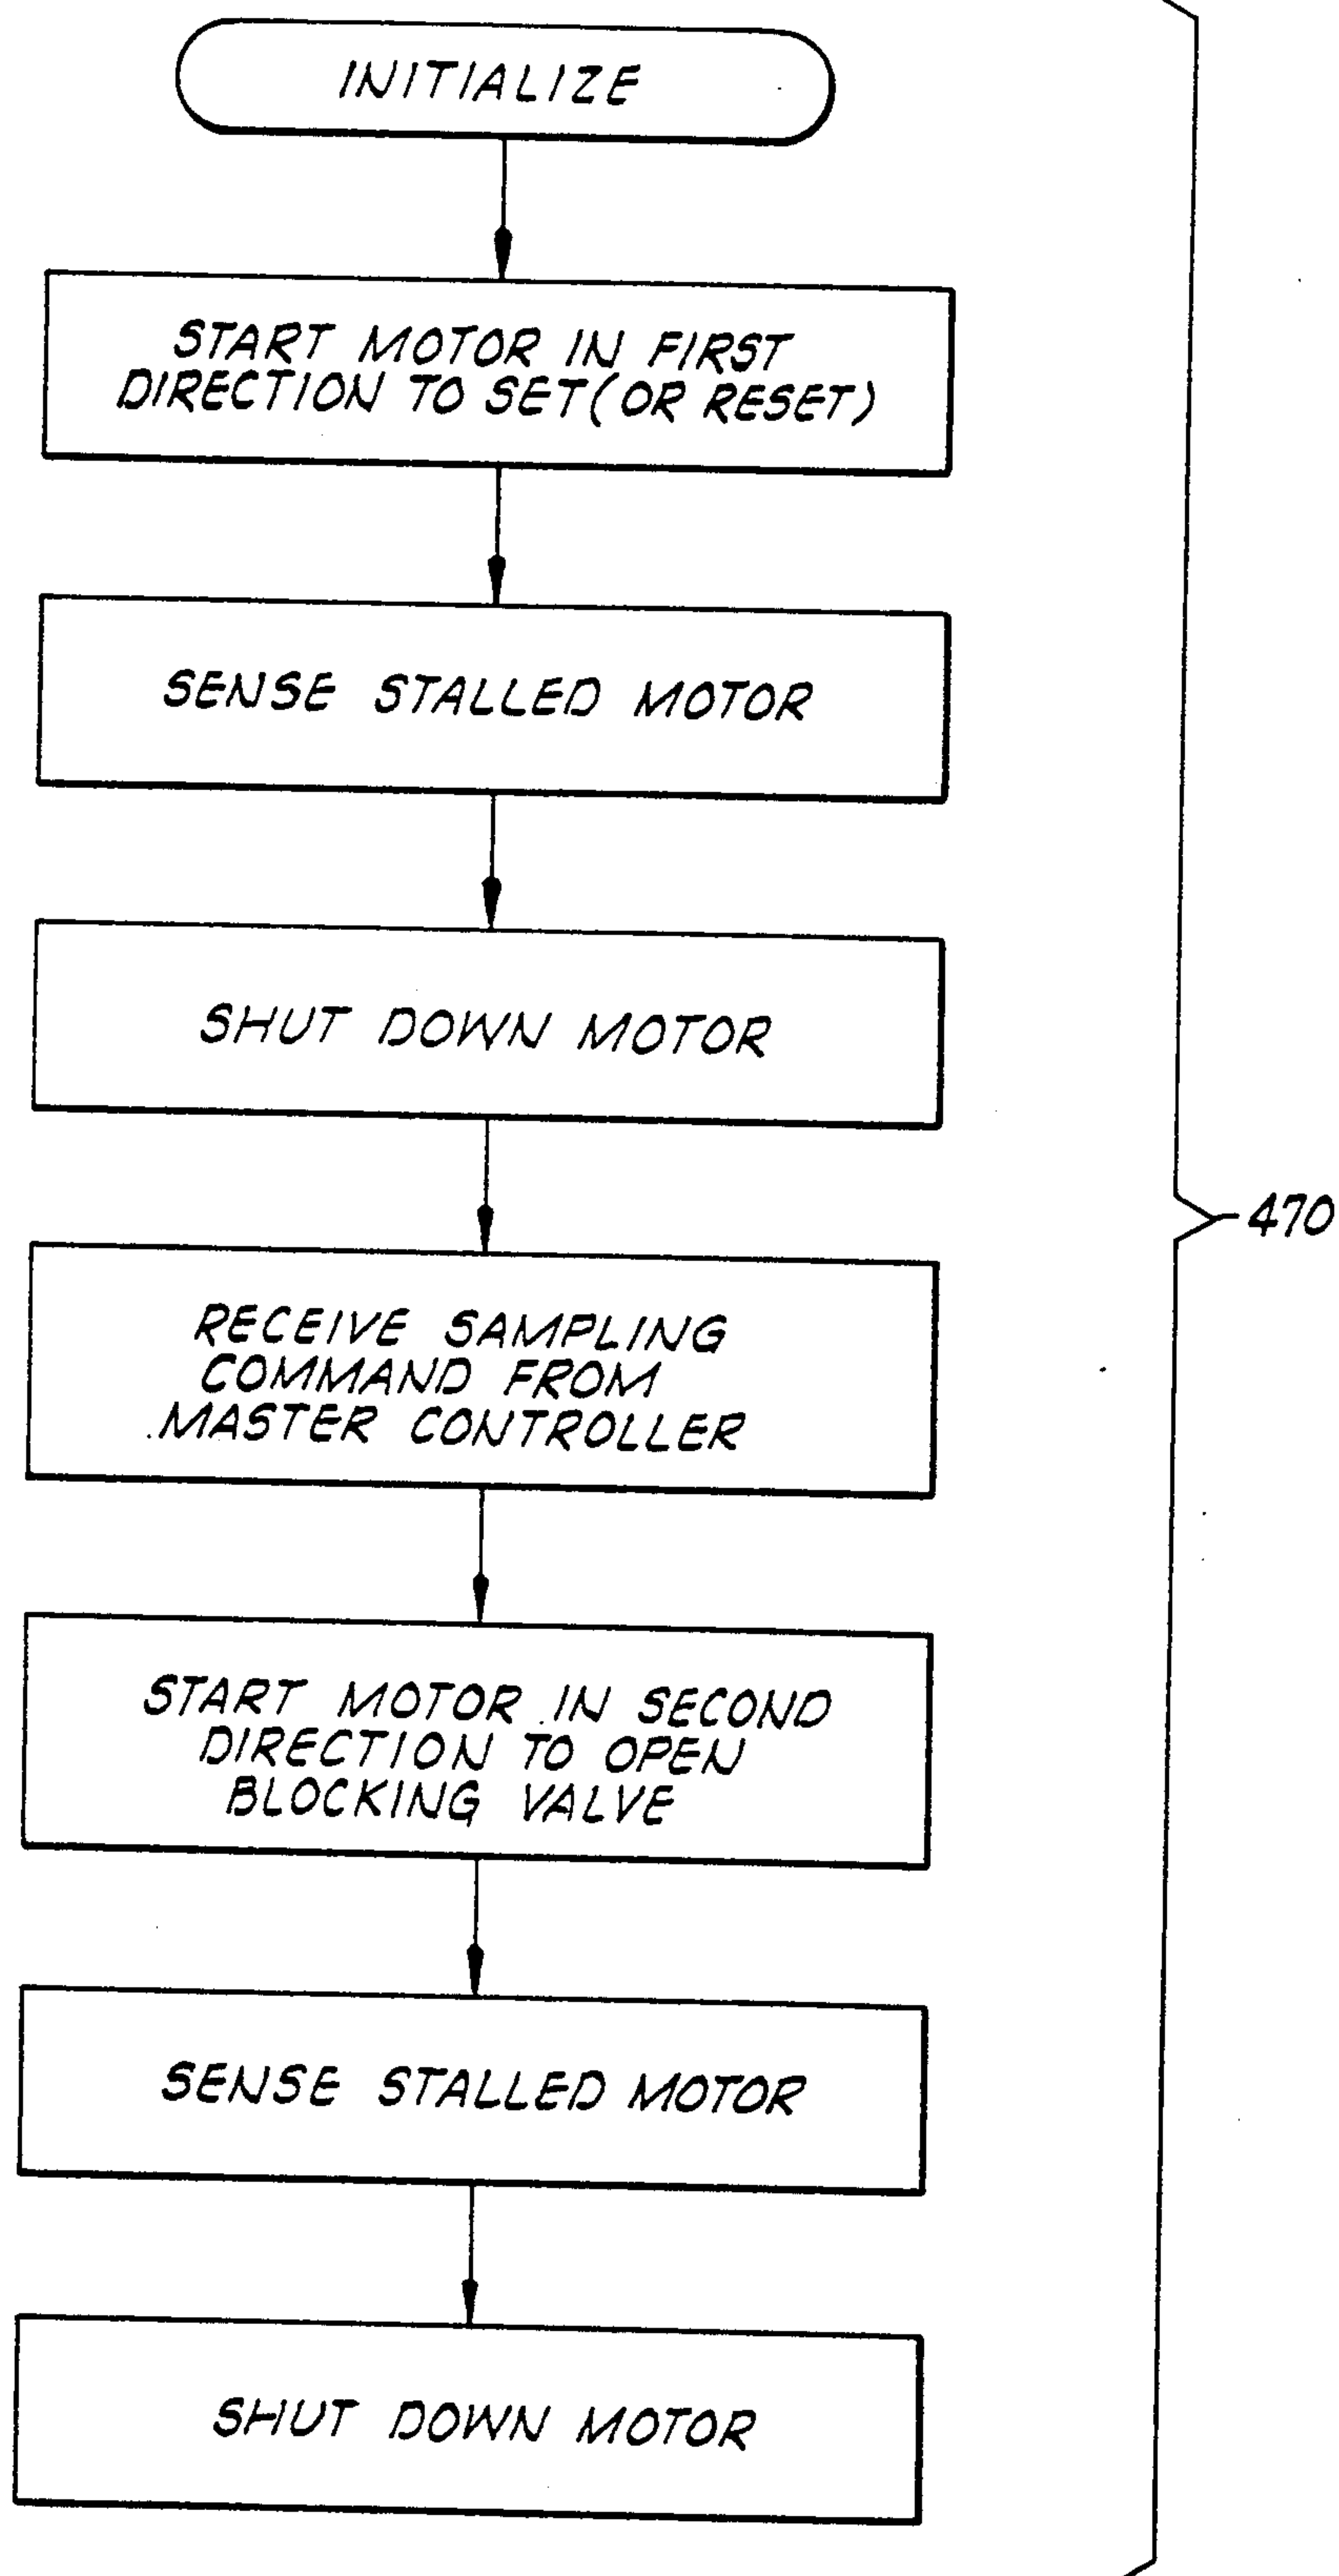 INITIALIZE
START MOTOR IN FIRST
DIRECTION TO SET (OR RESET)
SENSE STALLED MOTOR
SHUT DOWN MOTOR
470
RECEIVE SAMPLING
COMMAND FROM
MASTER CONTROLLER
START MOTOR IN SECOND
DIRECTION TO OPEN
BLOCKING VALVE
SENSE STALLED MOTOR
SHUT DOWN MOTOR